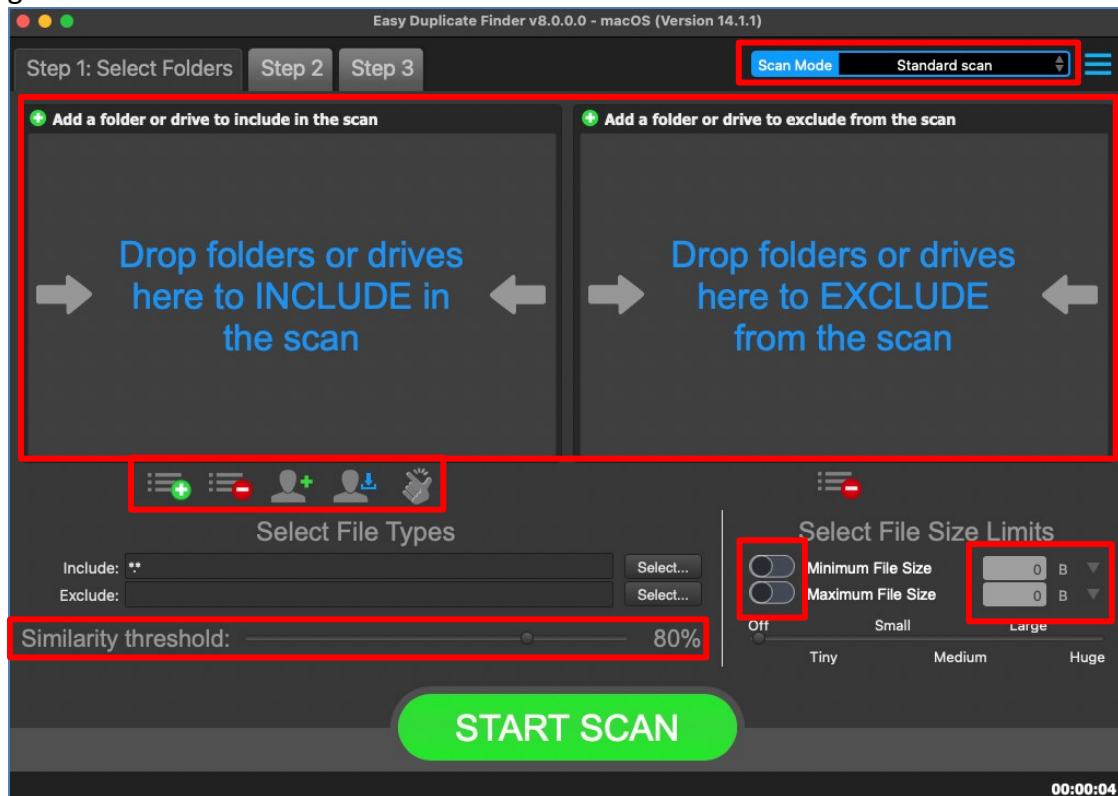 Easy Duplicate Finder v8.0.0.0 - macOS (Version 14.1.1)
Step 1: Select Folders Step 2 Step 3 Scan Mode Standard scan
Add a folder or drive to include in the scan Add a folder or drive to exclude from the scan
Drop folders or drives
here to INCLUDE in
the scan
Drop folders or drives
here to EXCLUDE
from the scan
Select File Types
Include: *.*
Select...
Exclude:
Select...
Similarity threshold: 80%
Select File Size Limits
Minimum File Size 0 B
Maximum File Size 0 B
Off Small Large
Tiny Medium Huge
START SCAN
00:00:04